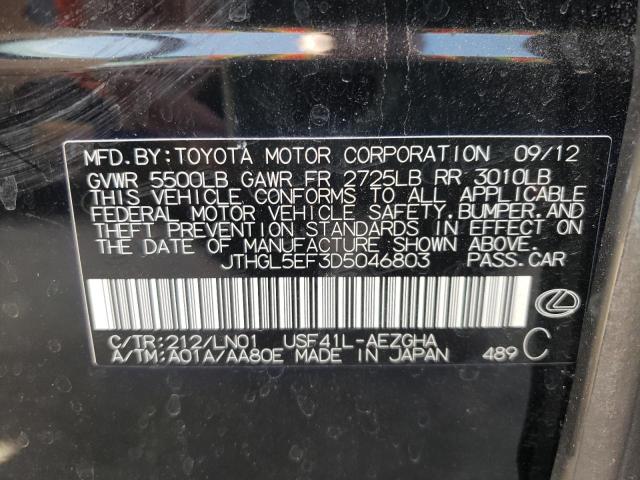 MFD.BY:TOYOTA MOTOR CORPORATION 09/12
GVWR 5500LB GAWR FR 2725LB RR 3010LB
THIS VEHICLE CONFORMS TO ALL APPLICABLE
FEDERAL MOTOR VEHICLE SAFETY,BUMPER,AND
THEFT PREVENTION STANDARDS IN EFFECT ON
THE DATE OF MANUFACTURE SHOWN ABOVE.
JTHGL5EF3D5046803 PASS.CAR
C/TR:212/LN01 USF41L-AEZGHA
A/TM:A01A/AA80E MADE IN JAPAN 489 C